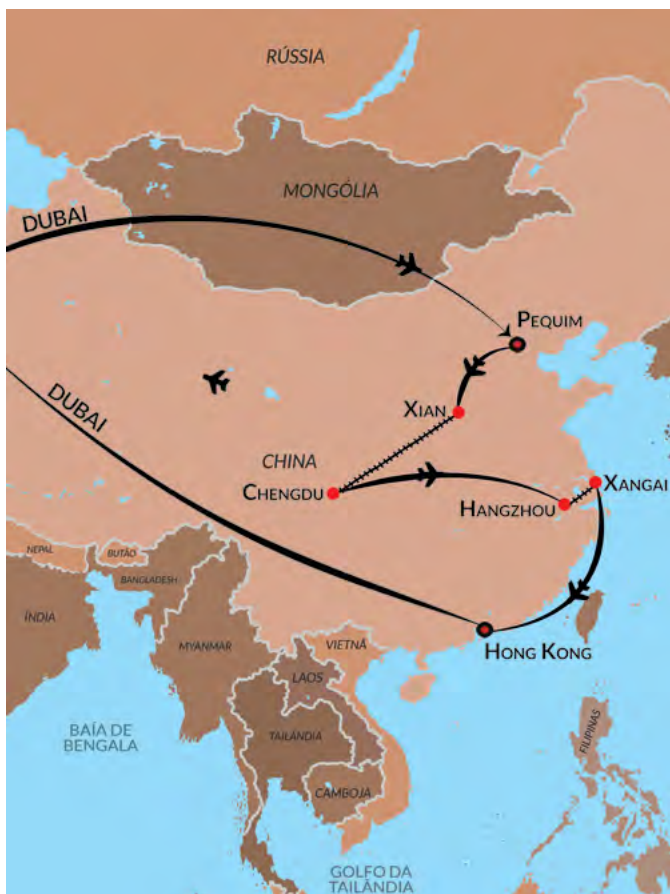 RÚSSIA
MONGÓLIA
DUBAI
PEQUIM
DUBAI
XIAN
CHINA
CHENGDU
XANGAI
HANGZHOU
NEPAL
BUTÃO
BANGLADESH
ÍNDIA
MYANMAR
VIETNÃ
HONG KONG
LAOS
BAÍA DE
BENGALA
TAILÂNDIA
FILIPINAS
CAMBOJA
GOLFO DA
TAILÂNDIA